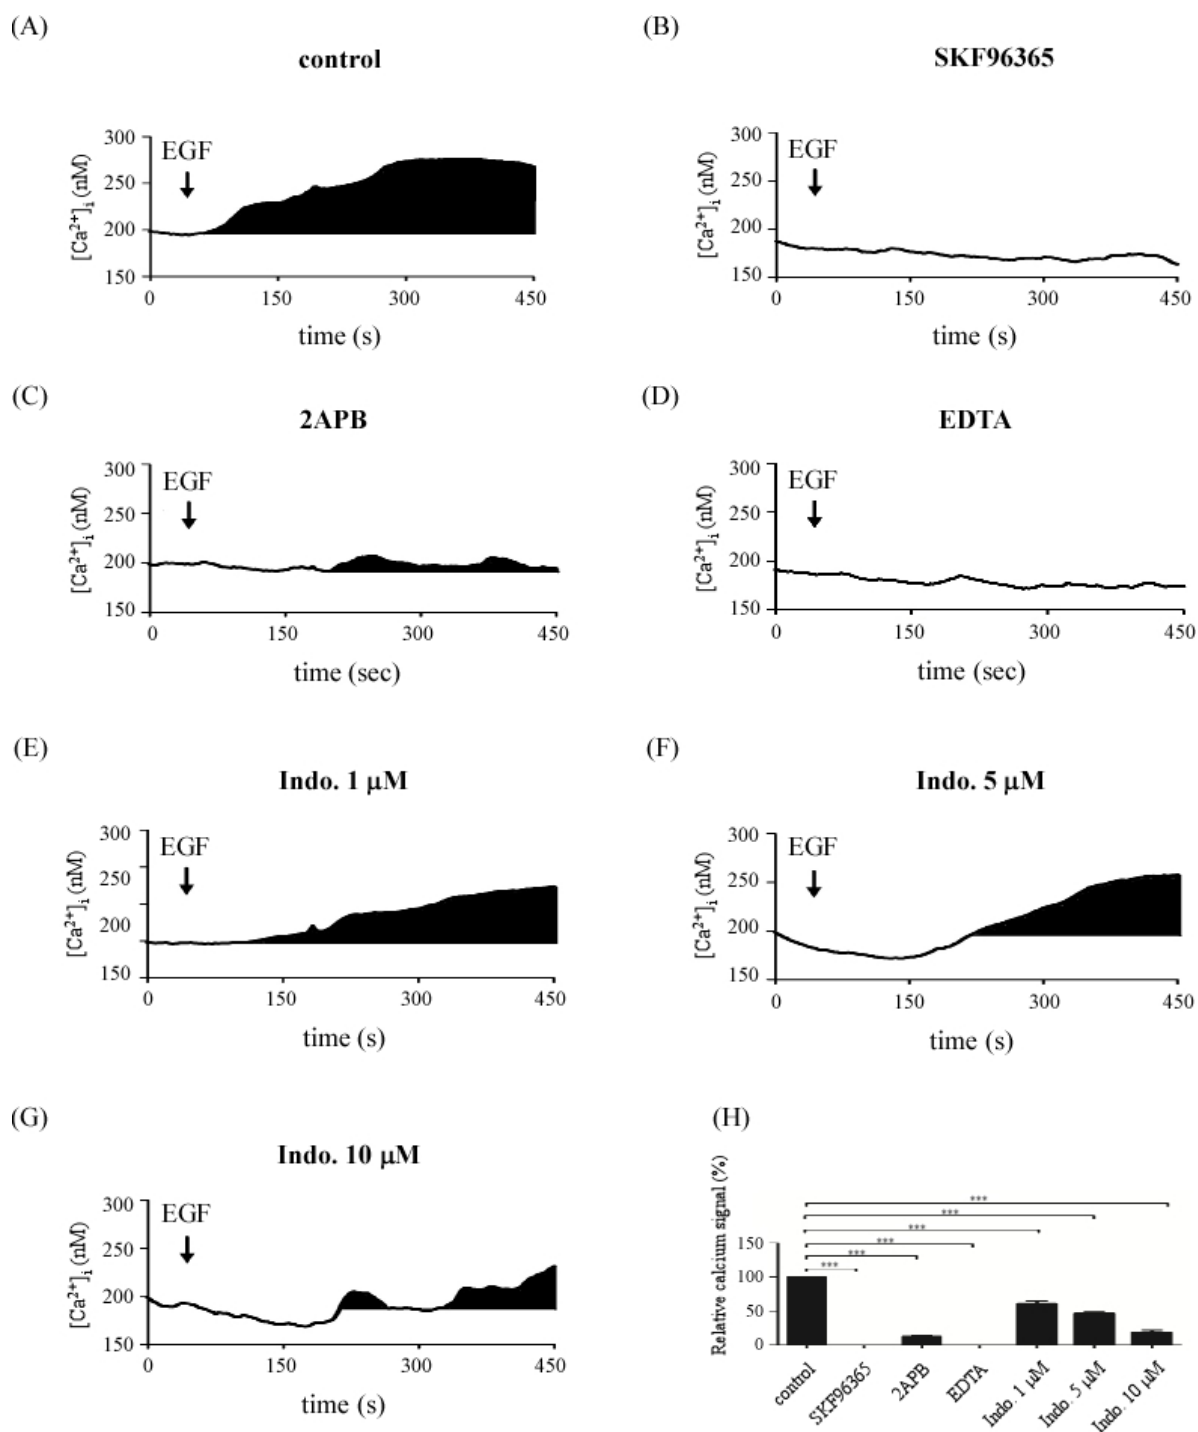 (A)
control
[Ca²⁺]ᵢ (nM)
300
250
200
150
EGF
0 150 300 450
time (s)
(B)
SKF96365
[Ca²⁺]ᵢ (nM)
300
250
200
150
EGF
0 150 300 450
time (s)
(C)
2APB
[Ca²⁺]ᵢ (nM)
300
250
200
150
EGF
0 150 300 450
time (sec)
(D)
EDTA
[Ca²⁺]ᵢ (nM)
300
250
200
150
EGF
0 150 300 450
time (sec)
(E)
Indo. 1 µM
[Ca²⁺]ᵢ (nM)
300
250
200
150
EGF
0 150 300 450
time (s)
(F)
Indo. 5 µM
[Ca²⁺]ᵢ (nM)
300
250
200
150
EGF
0 150 300 450
time (s)
(G)
Indo. 10 µM
[Ca²⁺]ᵢ (nM)
300
250
200
150
EGF
0 150 300 450
time (s)
(H)
Relative calcium signal (%)
***
***
***
***
***
***
150
100
50
0
control
SKF96365
2APB
EDTA
Indo. 1 µM
Indo. 5 µM
Indo. 10 µM